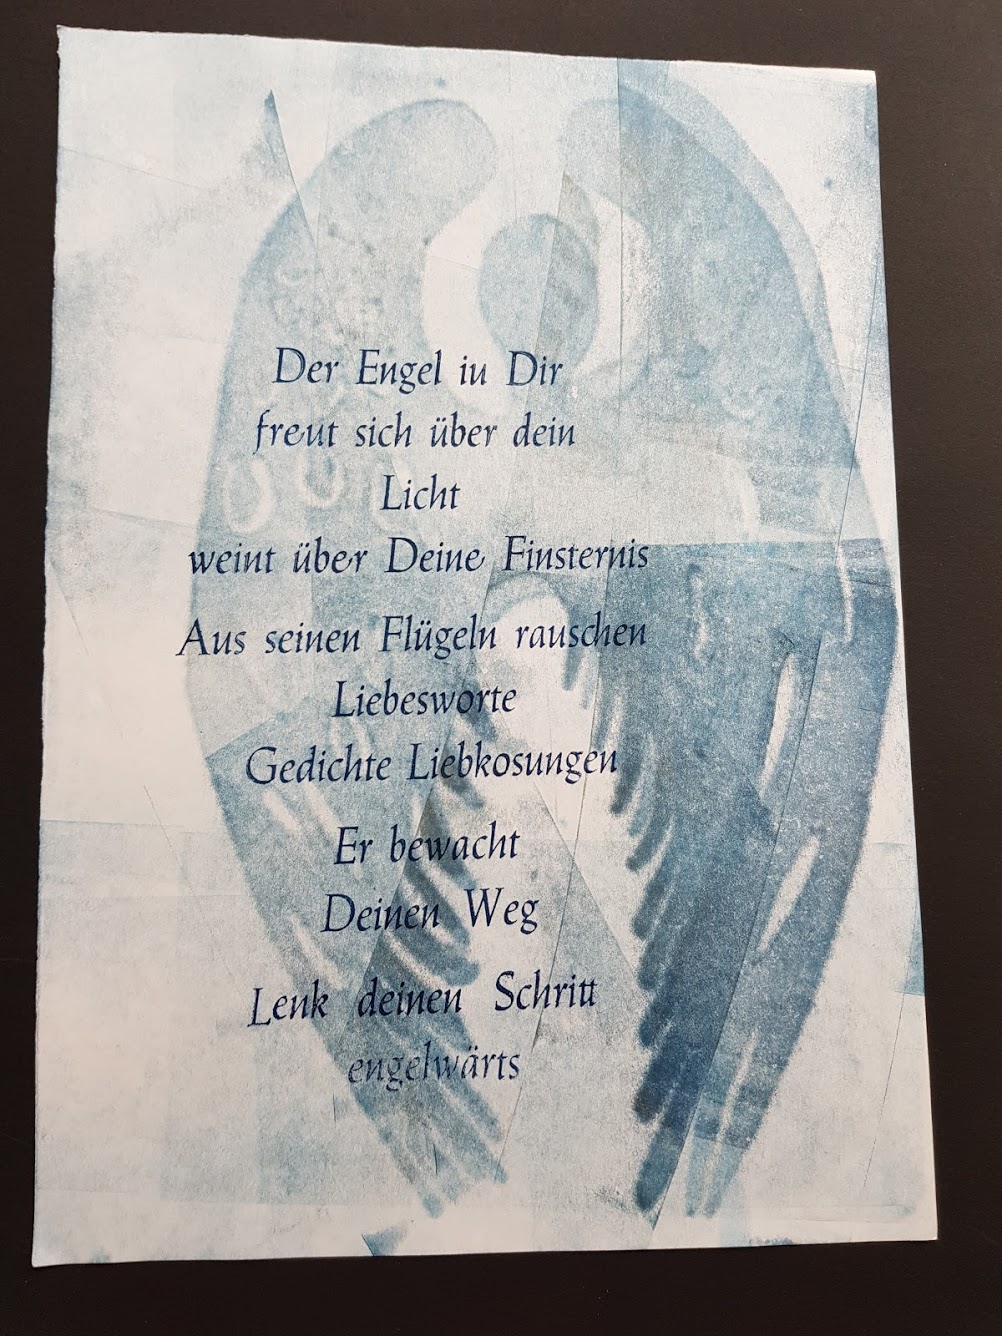 Der Engel iu Dir
freut sich über dein
Licht
weint über Deine Finsternis
Aus seinen Flügeln rauschen
Liebesworte
Gedichte Liebkosungen
Er bewacht
Deinen Weg
Lenk deinen Schritt
engelwärts